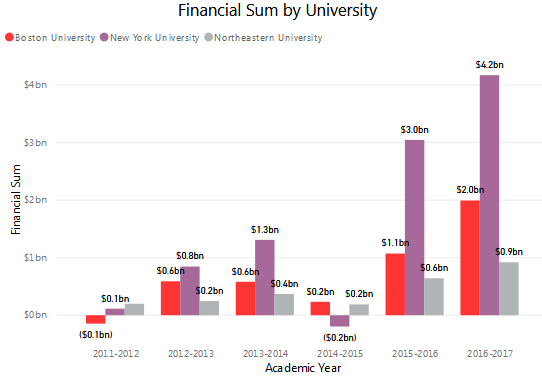 Financial Sum by University
Boston University New York University Northeastern University
$4bn
$3bn
$2bn
$1bn
$0bn
Financial Sum
($0.1bn) $0.1bn
$0.6bn $0.8bn $0.2bn
$0.6bn $1.3bn $0.4bn
$0.2bn ($0.2bn) $0.2bn
$1.1bn $3.0bn $0.6bn
$2.0bn $4.2bn $0.9bn
2011-2012 2012-2013 2013-2014 2014-2015 2015-2016 2016-2017
Academic Year